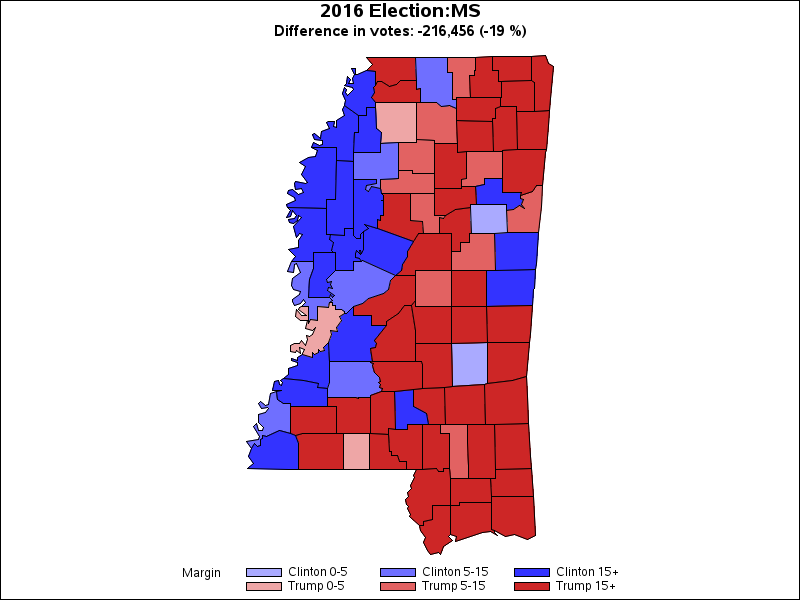 2016 Election:MS
Difference in votes: -216,456 (-19 %)
Margin Clinton 0-5 Clinton 5-15 Clinton 15+
Trump 0-5 Trump 5-15 Trump 15+